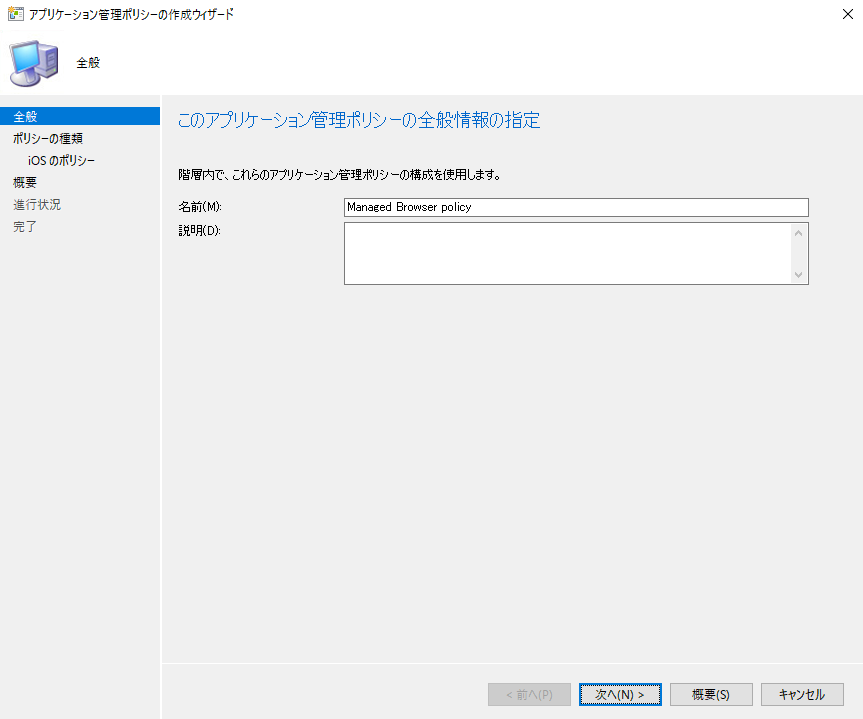 アプリケーション管理ポリシーの作成ウィザード
全般
全般
ポリシーの種類
iOS のポリシー
概要
進行状況
完了
このアプリケーション管理ポリシーの全般情報の指定
階層内で、これらのアプリケーション管理ポリシーの構成を使用します。
名前(M):
Managed Browser policy
説明(D):
< 前へ(P)
次へ(N) >
概要(S)
キャンセル